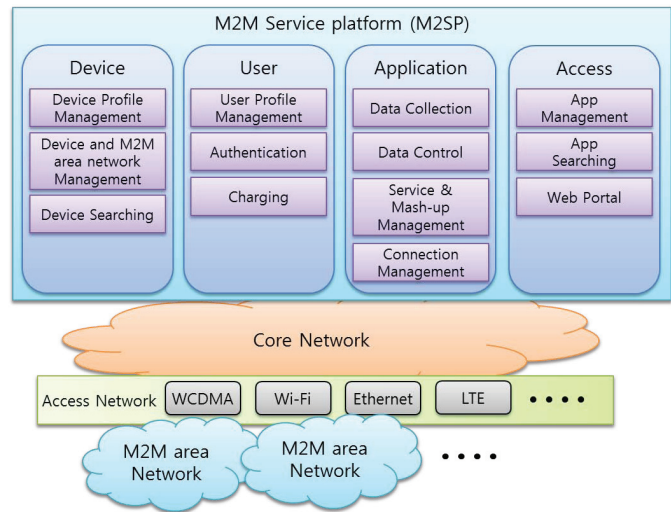 M2M Service platform (M2SP)
Device
Device Profile
Management
Device and M2M
area network
Management
Device Searching
User
User Profile
Management
Authentication
Charging
Application
Data Collection
Data Control
Service &
Mash-up
Management
Connection
Management
Access
App
Management
App
Searching
Web Portal
Core Network
Access Network
WCDMA
Wi-Fi
Ethernet
LTE
M2M area
Network
M2M area
Network